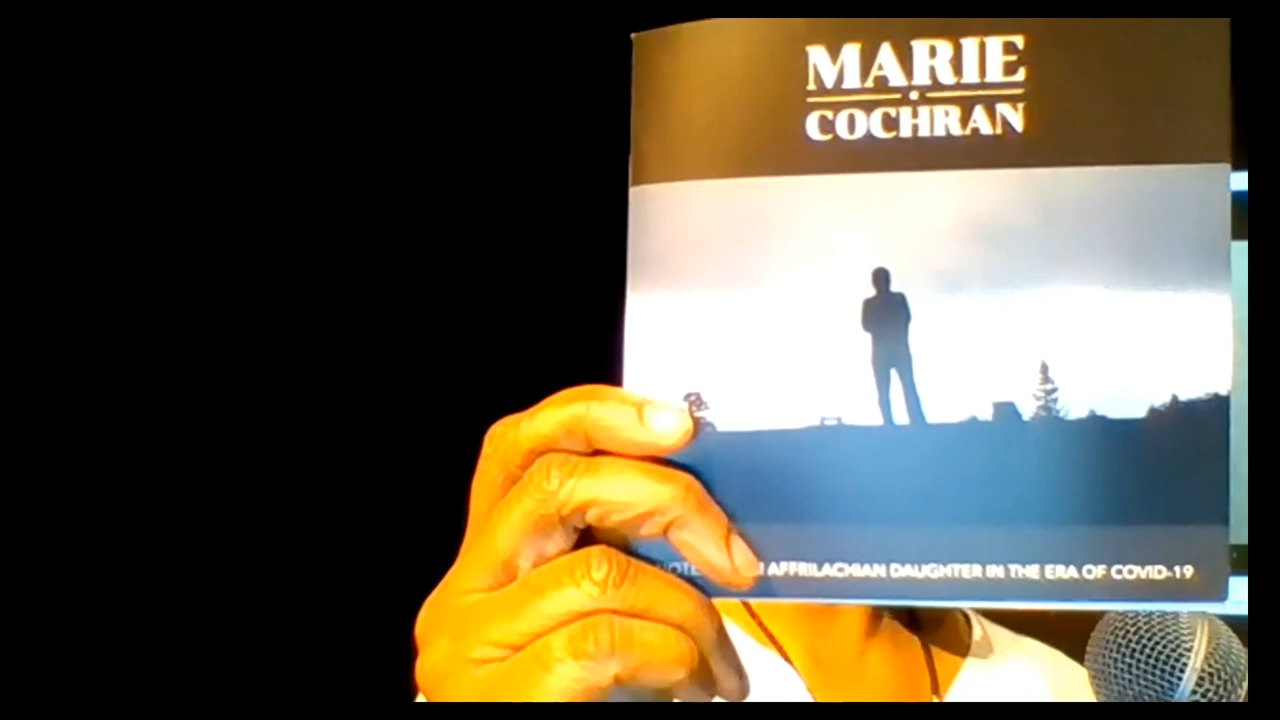 MARIE
COCHRAN
AFFRILACHIAN DAUGHTER IN THE ERA OF COVID-19